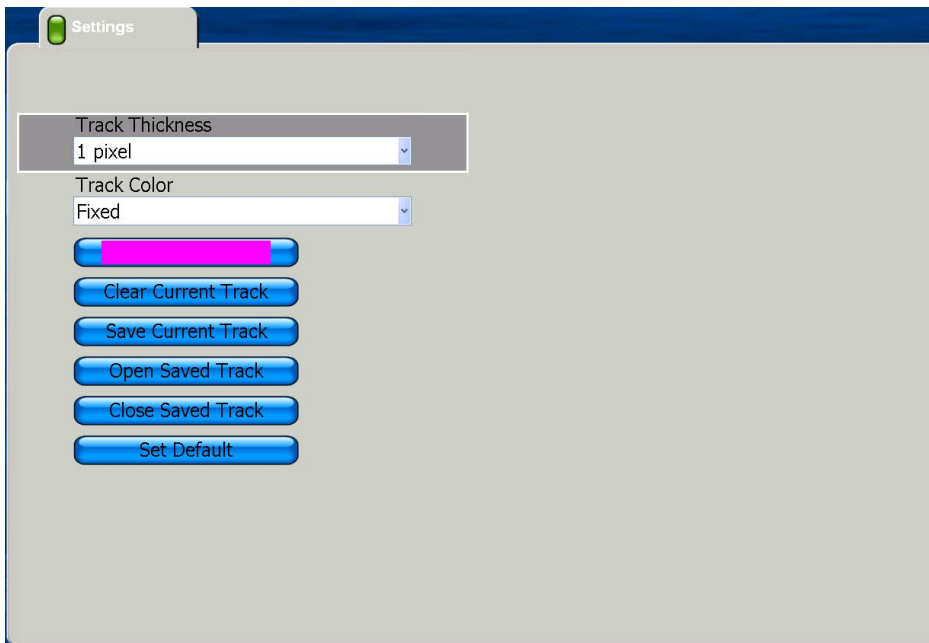 Settings
Track Thickness
1 pixel
Track Color
Fixed
Clear Current Track
Save Current Track
Open Saved Track
Close Saved Track
Set Default